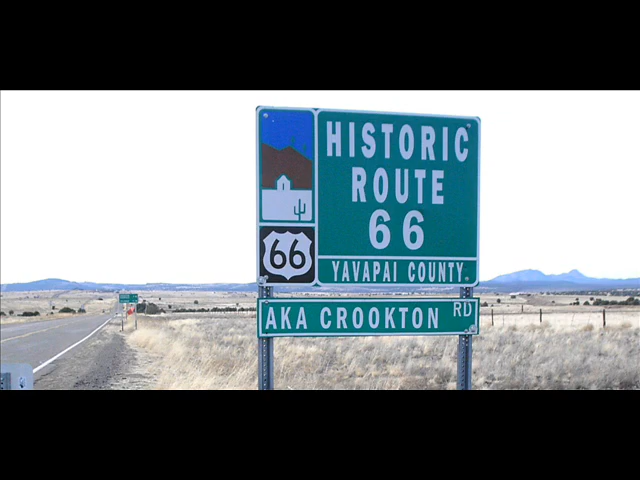 HISTORIC
ROUTE
66
66
YAVAPAI COUNTY
AKA CROOKTON RD